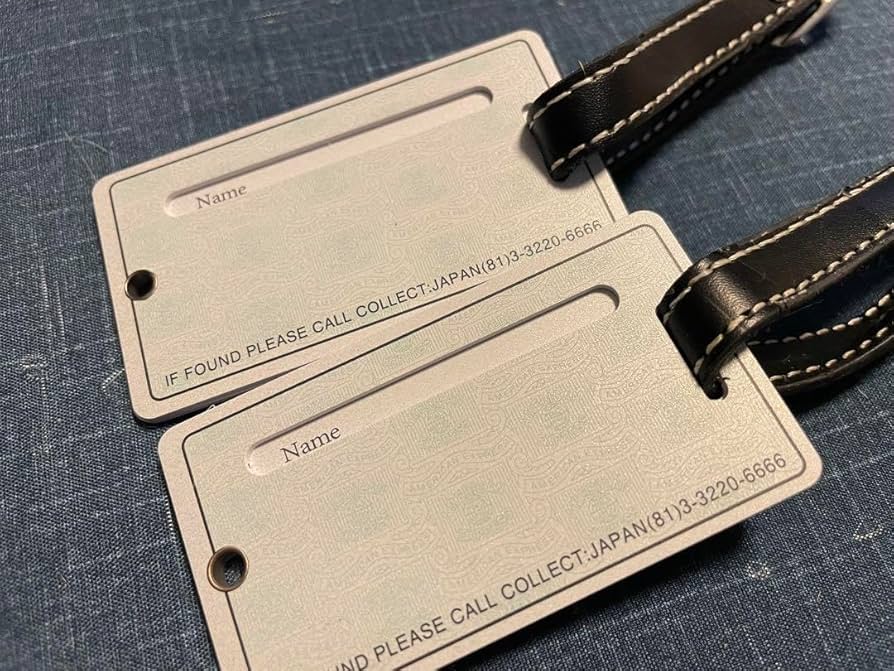 Name
IF FOUND PLEASE CALL COLLECT:JAPAN(81)3-3220-6666
Name
ND PLEASE CALL COLLECT:JAPAN(81)3-3220-6666